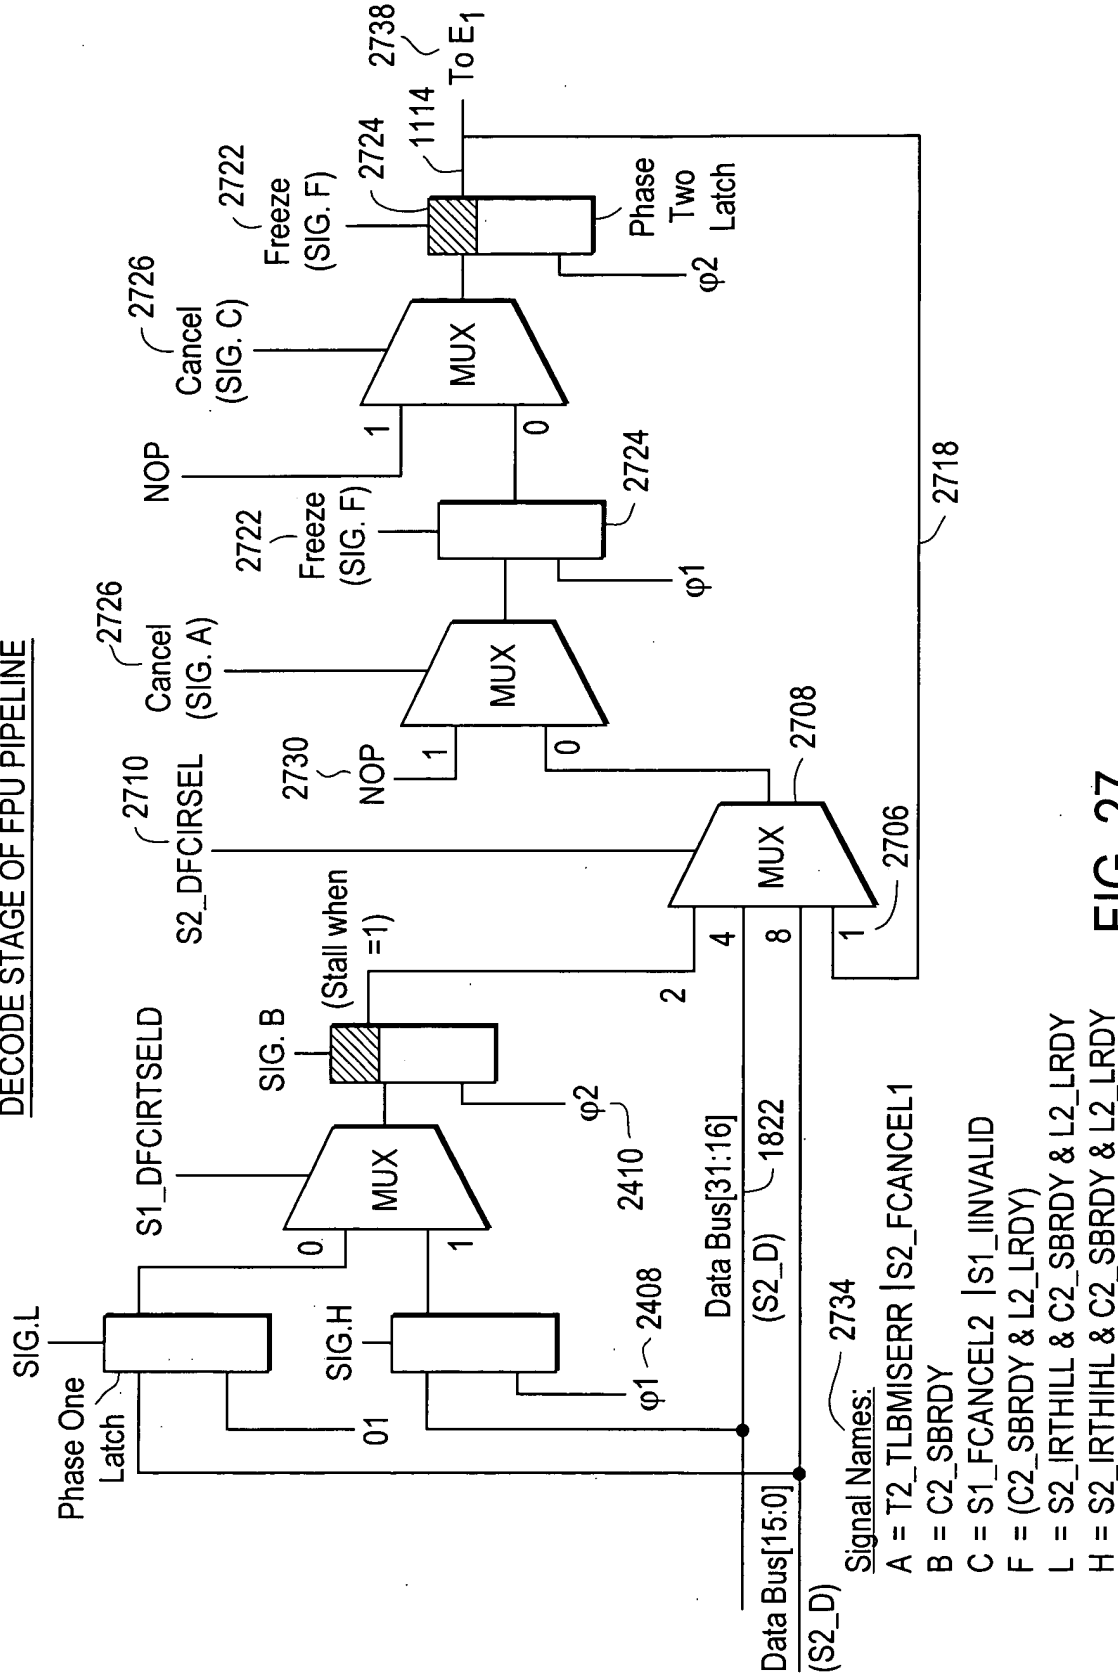 DECODE STAGE OF FPU PIPELINE
SIG.L
Phase One
Latch
01
SIG.H
φ1
2408
S1_DFCIRTSELD
0
1
MUX
SIG. B
(Stall when
=1)
φ2
2410
S2_DFCIRSEL
2710
2
4
8
1
2706
MUX
2708
Data Bus[31:16]
(S2_D)
1822
Data Bus[15:0]
(S2_D)
2730
NOP
1
0
MUX
Cancel
(SIG. A)
2726
2722
Freeze
(SIG. F)
2724
φ1
NOP
1
0
MUX
Cancel
(SIG. C)
2726
Freeze
(SIG. F)
2722
2724
φ2
Phase
Two
Latch
1114
To E1
2738
2718
Signal Names:
2734
A = T2_TLBMISERR |S2_FCANCEL1
B = C2_SBRDY
C = S1_FCANCEL2 |S1_IINVALID
F = (C2_SBRDY & L2_LRDY)
L = S2_IRTHILL & C2_SBRDY & L2_LRDY
H = S2_IRTHIHL & C2_SBRDY & L2_LRDY
FIG. 27